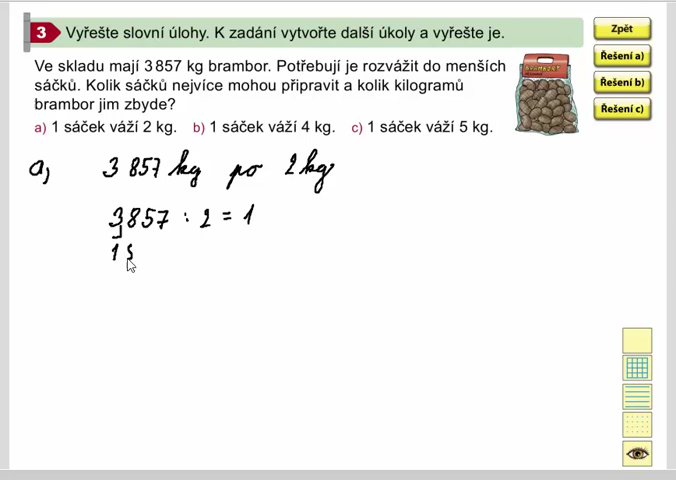 3 Vyřešte slovní úlohy. K zadání vytvořte další úkoly a vyřešte je.
Ve skladu mají 3 857 kg brambor. Potřebují je rozvážit do menších
sáčků. Kolik sáčků nejvíce mohou připravit a kolik kilogramů
brambor jim zbyde?
a) 1 sáček váží 2 kg. b) 1 sáček váží 4 kg. c) 1 sáček váží 5 kg.
BRAMBORY
Zpět
Řešení a)
Řešení b)
Řešení c)
a, 3 857 kg po 2 kg
3857 : 2 = 1
1